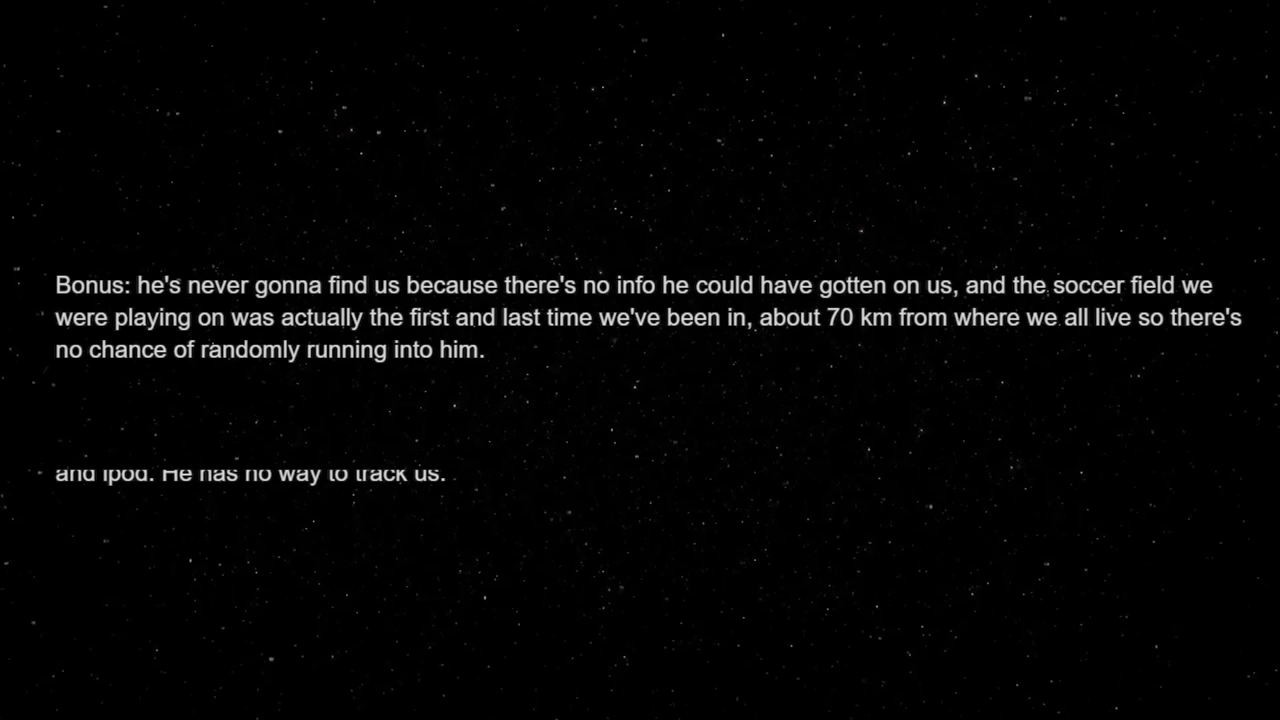 Bonus: he's never gonna find us because there's no info he could have gotten on us, and the soccer field we
were playing on was actually the first and last time we've been in, about 70 km from where we all live so there's
no chance of randomly running into him.
and ipod. He has no way to track us.